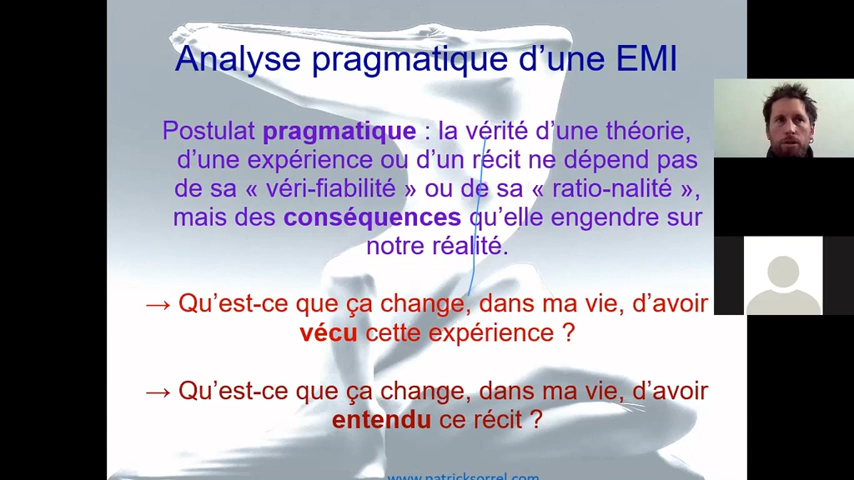 Analyse pragmatique d'une EMI
Postulat pragmatique : la vérité d'une théorie,
d'une expérience ou d'un récit ne dépend pas
de sa « véri-fiabilité » ou de sa « ratio-nalité »,
mais des conséquences qu'elle engendre sur
notre réalité.
→ Qu'est-ce que ça change, dans ma vie, d'avoir
vécu cette expérience ?
→ Qu'est-ce que ça change, dans ma vie, d'avoir
entendu ce récit ?
www.patricksorrel.com